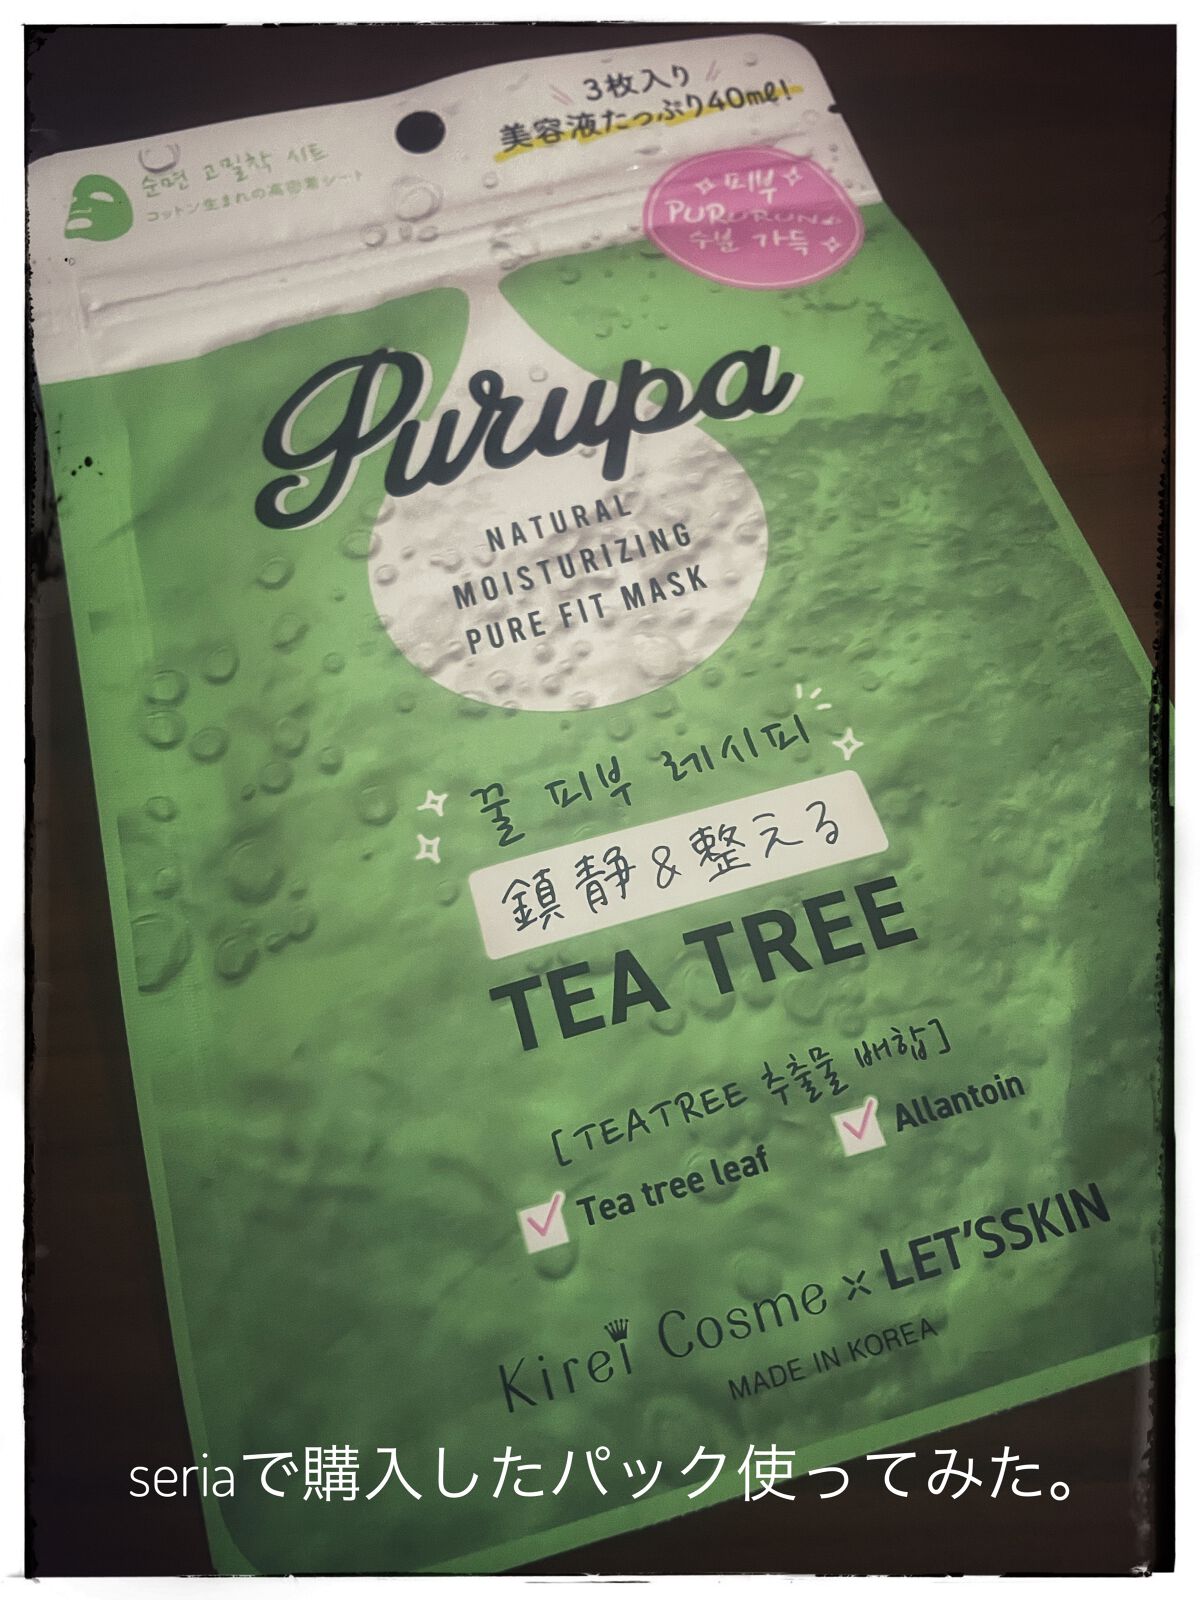 3枚入り
美容液たっぷり40ml!
순면 고밀착 시트
コットン生まれの高密着シート
피부
PURURUN
수분 가득
Purupa
NATURAL
MOISTURIZING
PURE FIT MASK
꿀 피부 레시피
鎮静&整える
TEA TREE
[TEATREE 추출물 배합]
Tea tree leaf
Allantoin
Kirei Cosme × LET'SSKIN
MADE IN KOREA
seriaで購入したパック使ってみた。